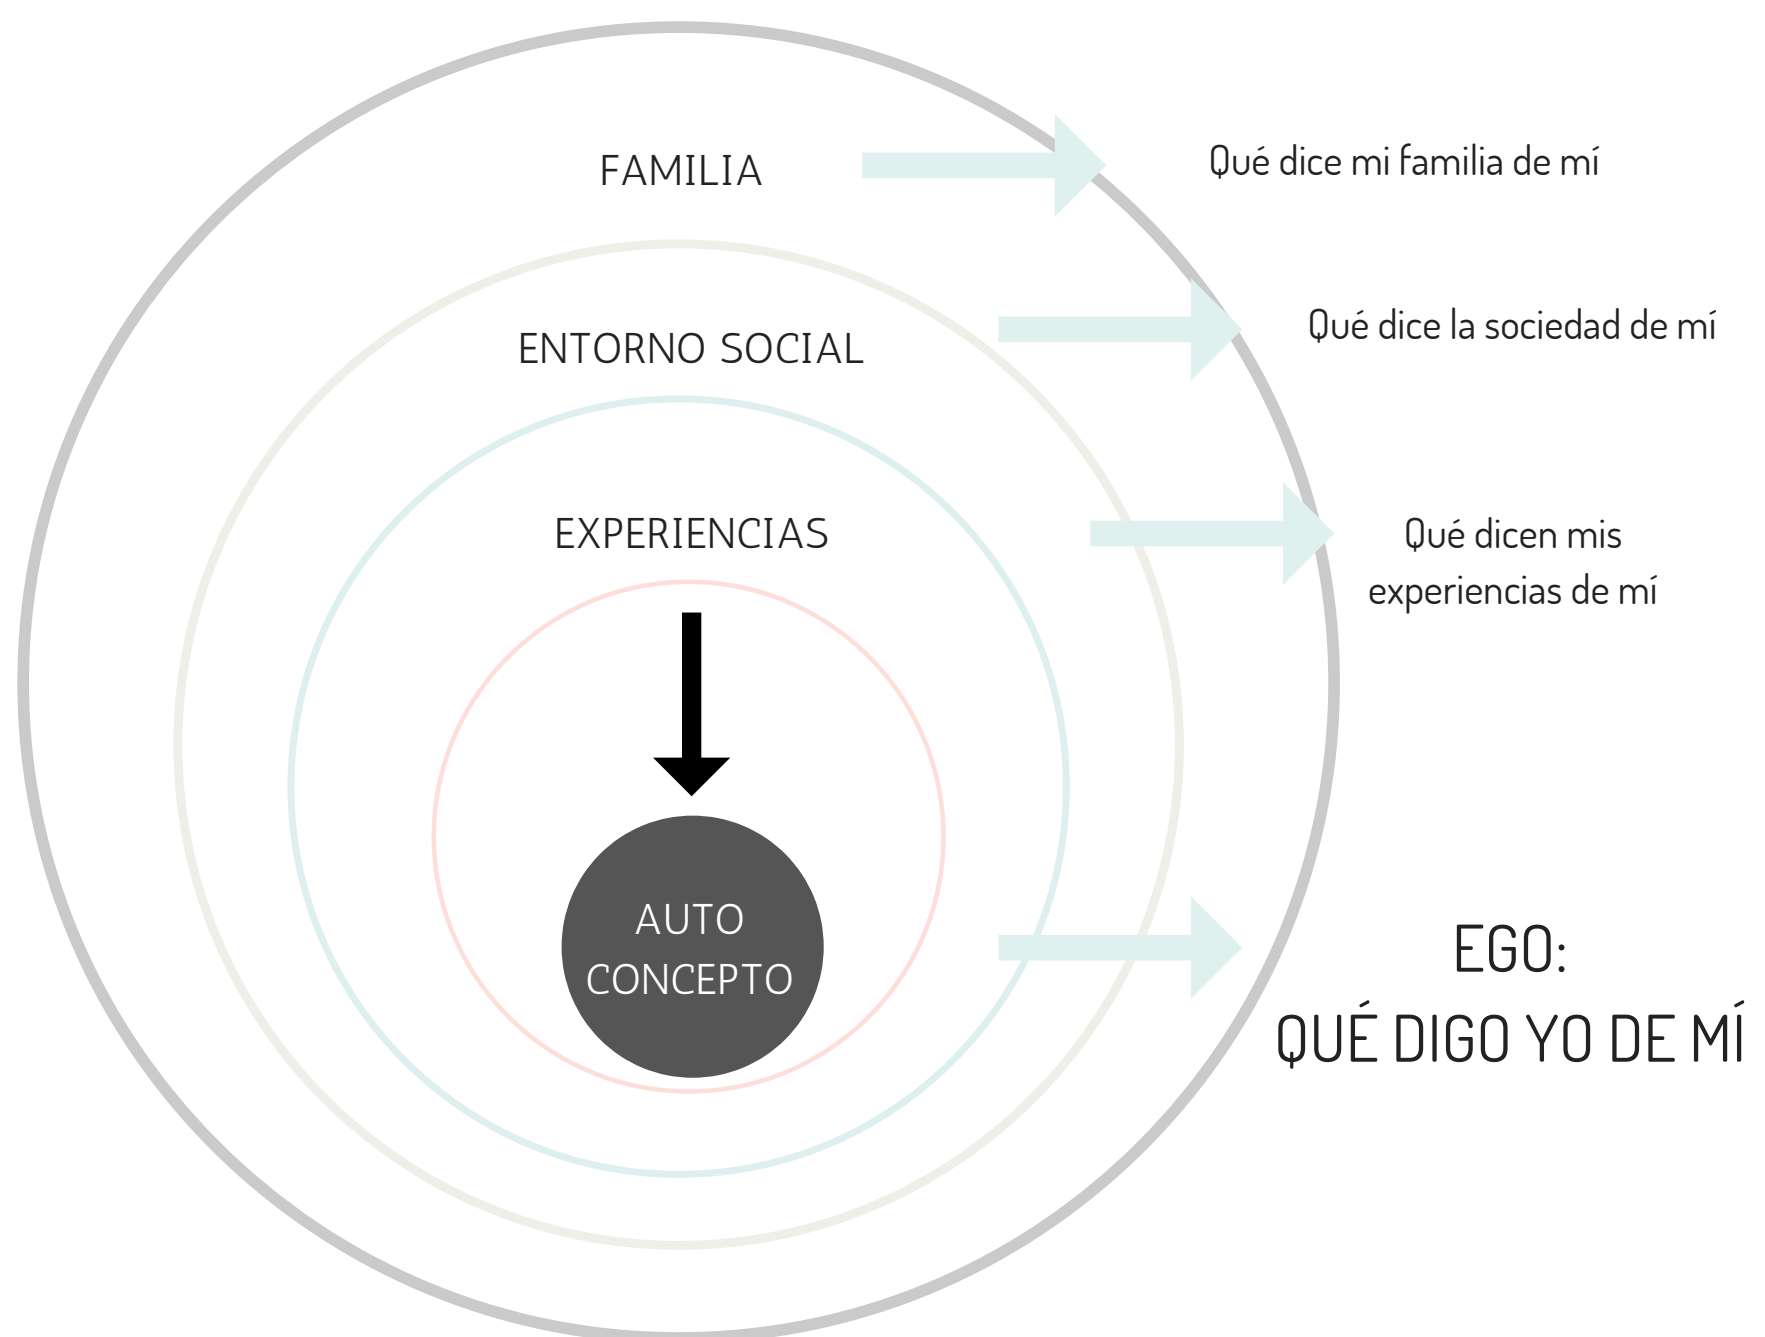 FAMILIA
Qué dice mi familia de mí
ENTORNO SOCIAL
Qué dice la sociedad de mí
EXPERIENCIAS
Qué dicen mis
experiencias de mí
AUTO
CONCEPTO
EGO:
QUÉ DIGO YO DE MÍ